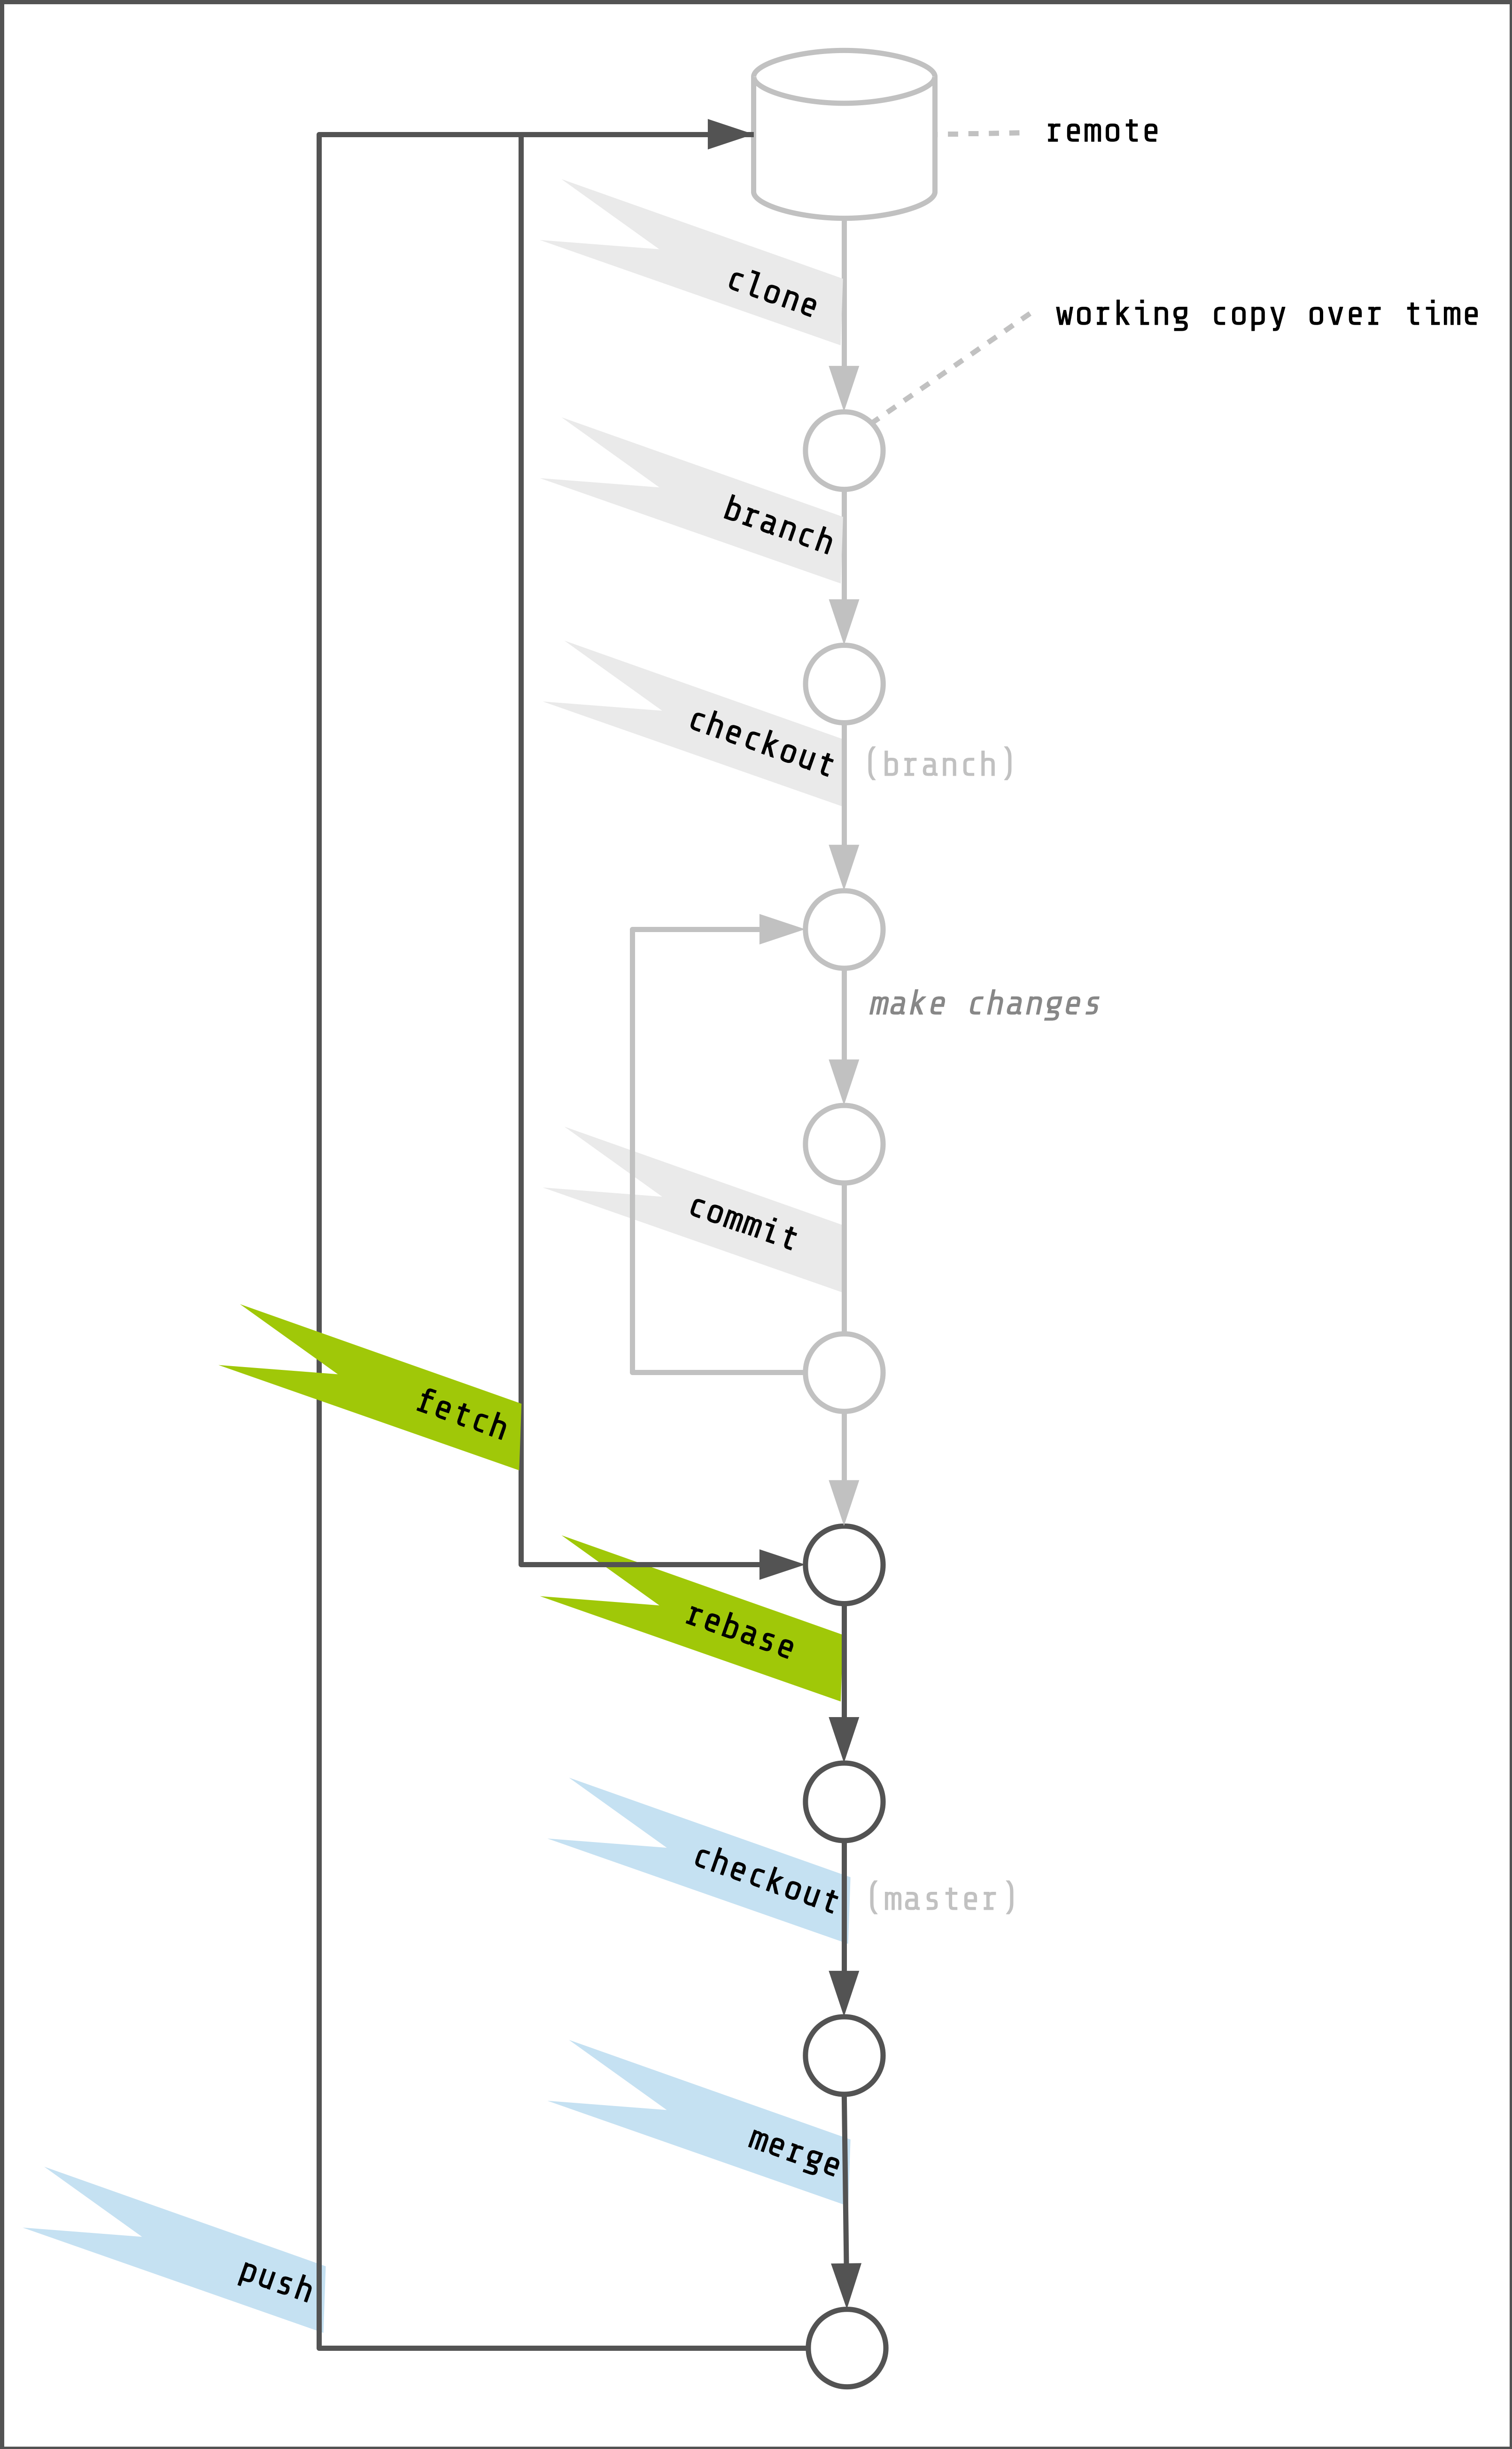 remote
clone
working copy over time
branch
checkout
(branch)
make changes
commit
fetch
rebase
checkout
(master)
merge
push